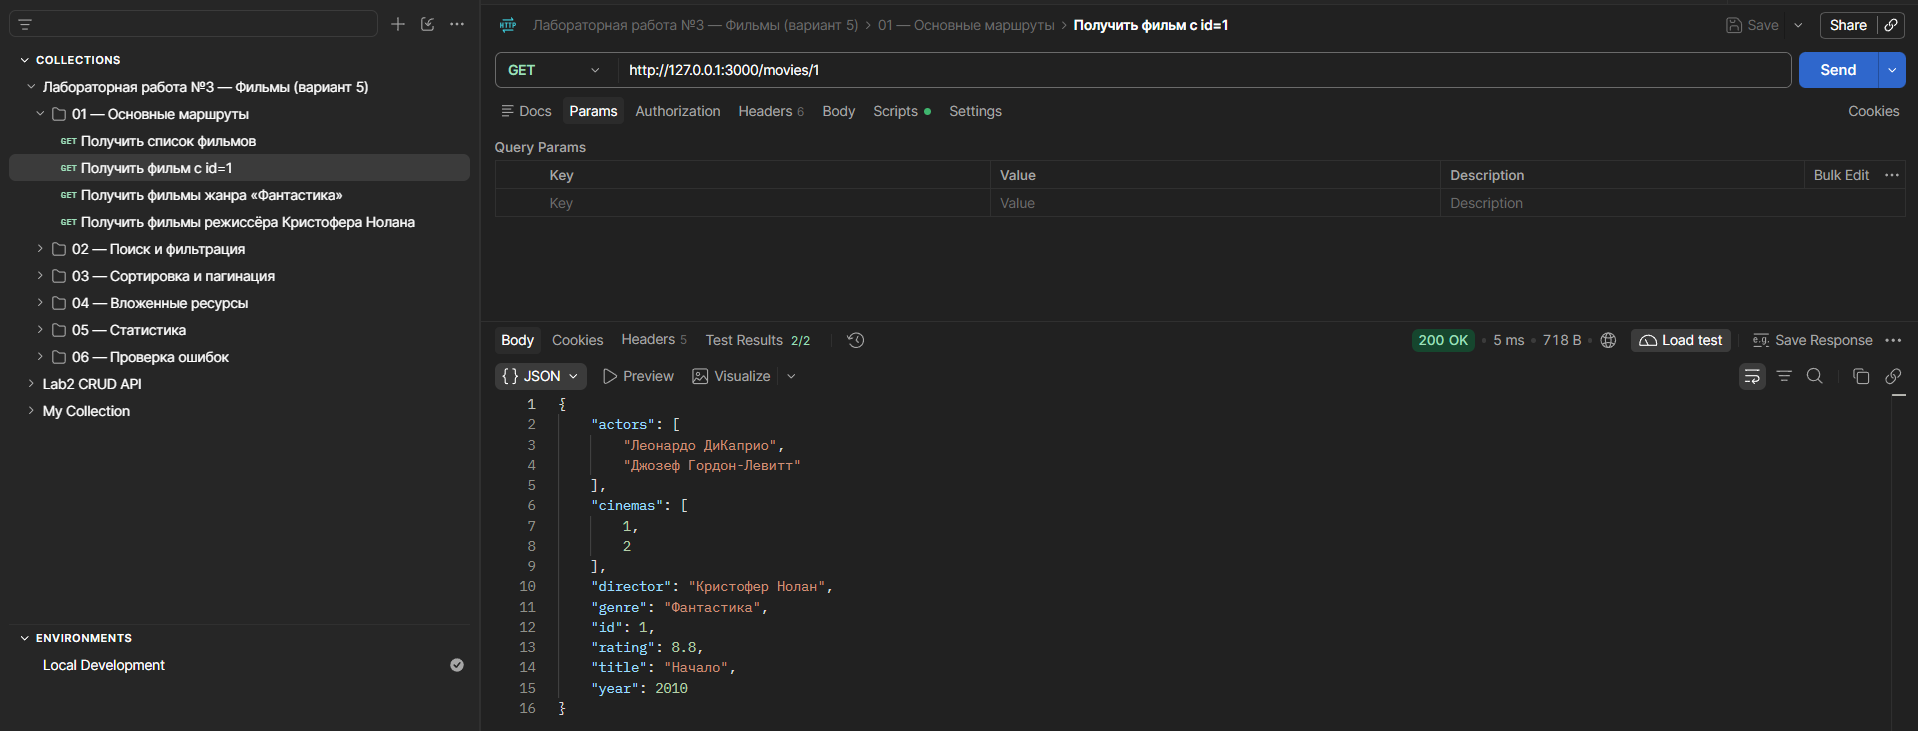 COLLECTIONS
Лабораторная работа №3 — Фильмы (вариант 5)
01 — Основные маршруты
GET Получить список фильмов
GET Получить фильм с id=1
GET Получить фильмы жанра «Фантастика»
GET Получить фильмы режиссёра Кристофера Нолана
02 — Поиск и фильтрация
03 — Сортировка и пагинация
04 — Вложенные ресурсы
05 — Статистика
06 — Проверка ошибок
Lab2 CRUD API
My Collection
ENVIRONMENTS
Local Development
HTTP Лабораторная работа №3 — Фильмы (вариант 5) > 01 — Основные маршруты > Получить фильм с id=1
Save Share
GET http://127.0.0.1:3000/movies/1 Send
Docs Params Authorization Headers 6 Body Scripts Settings Cookies
Query Params
Key Value Description Bulk Edit
Key Value Description
Body Cookies Headers 5 Test Results 2/2 200 OK 5 ms 718 B Load test e.g. Save Response
{} JSON Preview Visualize
1 {
2 "actors": [
3 "Леонардо ДиКаприо",
4 "Джозеф Гордон-Левитт"
5 ],
6 "cinemas": [
7 1,
8 2
9 ],
10 "director": "Кристофер Нолан",
11 "genre": "Фантастика",
12 "id": 1,
13 "rating": 8.8,
14 "title": "Начало",
15 "year": 2010
16 }